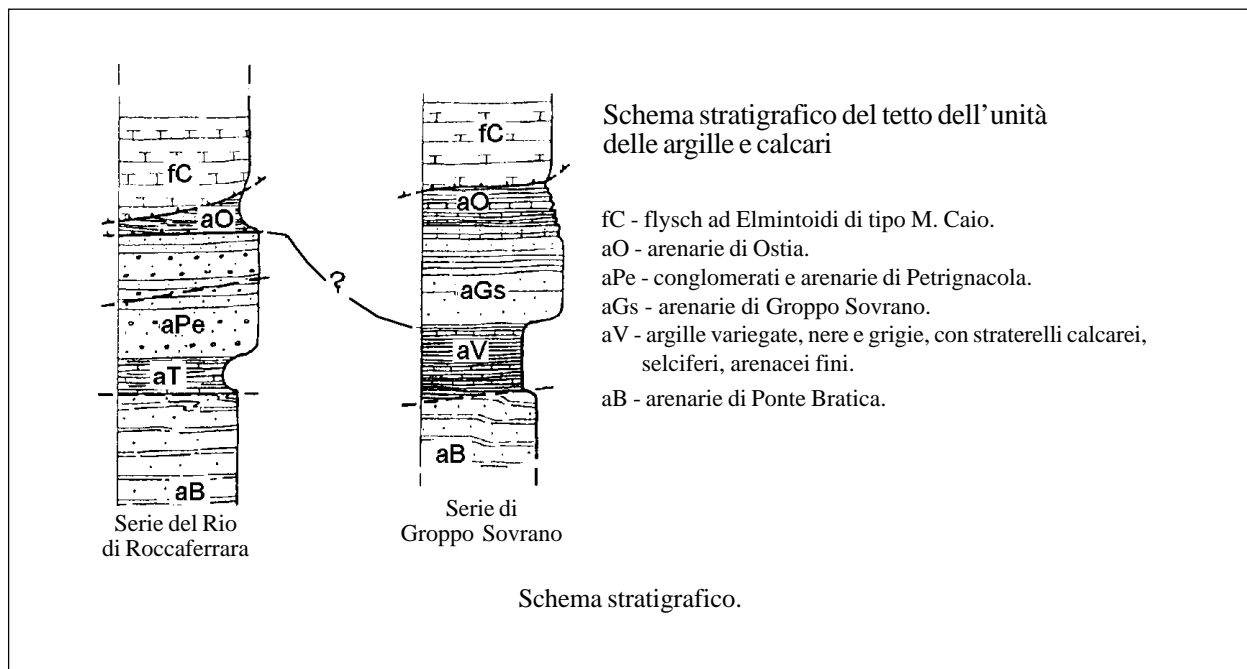 fC
aO
aPe
aT
aB
Serie del Rio
di Roccaferrara
?
fC
aO
aGs
aV
aB
Serie di
Groppo Sovrano
Schema stratigrafico del tetto dell’unità
delle argille e calcari
fC - flysch ad Elmintoidi di tipo M. Caio.
aO - arenarie di Ostia.
aPe - conglomerati e arenarie di Petrignacola.
aGs - arenarie di Groppo Sovrano.
aV - argille variegate, nere e grigie, con straterelli calcarei,
selciferi, arenacei fini.
aB - arenarie di Ponte Bratica.
Schema stratigrafico.